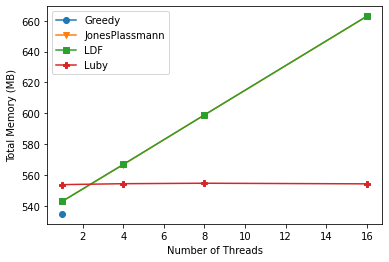 Greedy
JonesPlassmann
LDF
Luby
Total Memory (MB)
660
640
620
600
580
560
540
2 4 6 8 10 12 14 16
Number of Threads